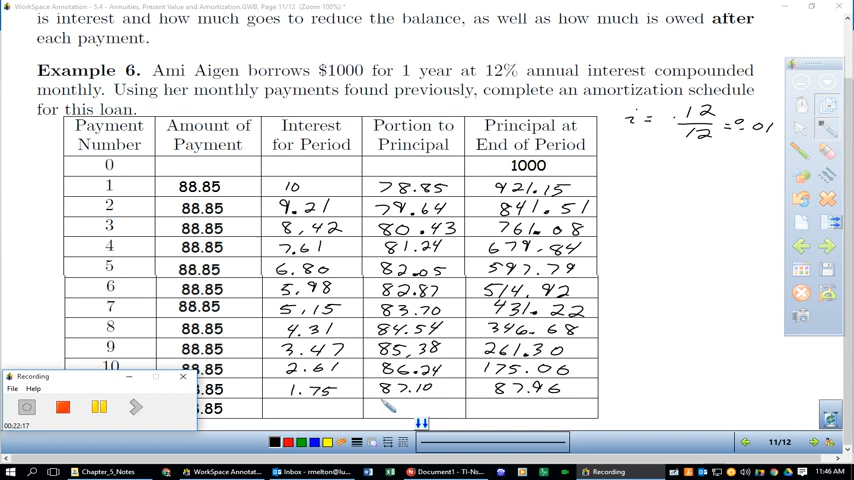 WorkSpace Annotation - 5.4 - Annuities, Present Value and Amortization.GWB, Page 11/12 (Zoom 100%) *
is interest and how much goes to reduce the balance, as well as how much is owed after
each payment.
Example 6. Ami Aigen borrows $1000 for 1 year at 12% annual interest compounded
monthly. Using her monthly payments found previously, complete an amortization schedule
for this loan.
i = .12 / 12 = 0.01
Payment Number Amount of Payment Interest for Period Portion to Principal Principal at End of Period
0 1000
1 88.85 10 78.85 921.15
2 88.85 9.21 79.64 841.51
3 88.85 8.42 80.43 761.08
4 88.85 7.61 81.24 679.84
5 88.85 6.80 82.05 597.79
6 88.85 5.98 82.87 514.92
7 88.85 5.15 83.70 431.22
8 88.85 4.31 84.54 346.68
9 88.85 3.47 85.38 261.30
10 88.85 2.61 86.24 175.06
1.75 87.10 87.96
8.85
Recording
File Help
00:22:17
11/12
Chapter_5_Notes
WorkSpace Annotat...
Inbox - rmelton@lu...
Document1 - TI-Ns...
Recording
11:46 AM